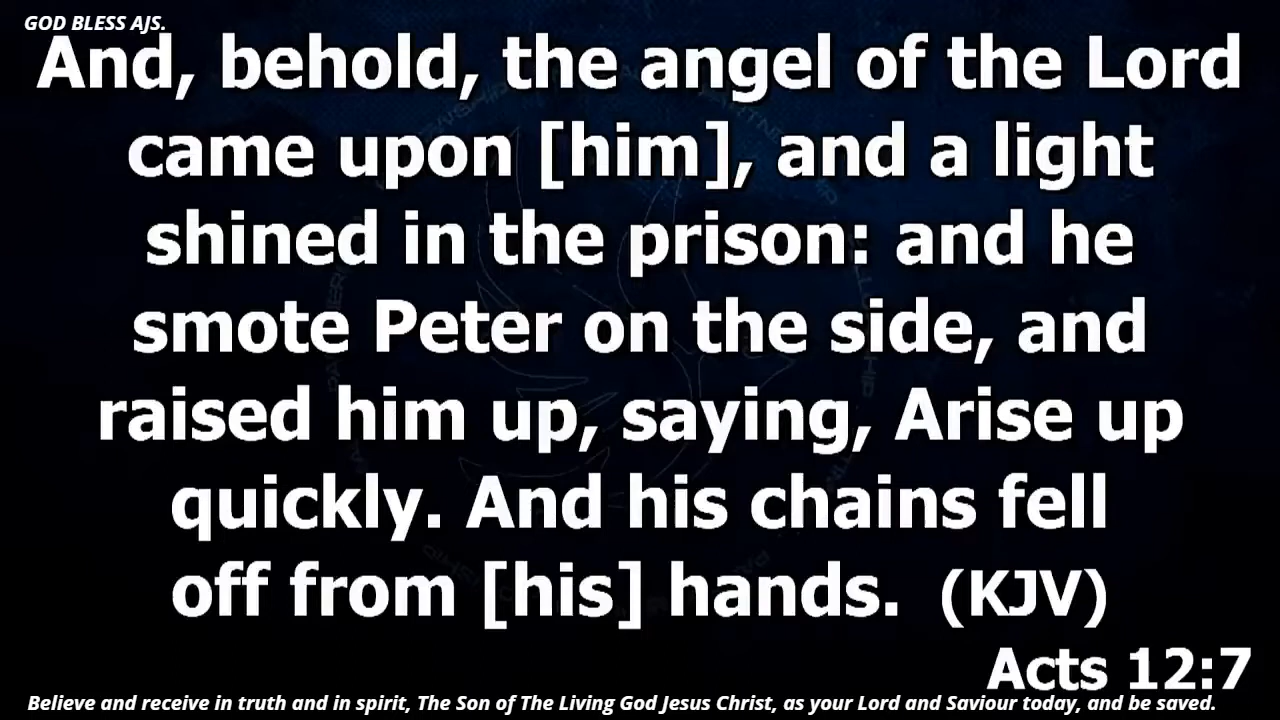 GOD BLESS AJS.
And, behold, the angel of the Lord
came upon [him], and a light
shined in the prison: and he
smote Peter on the side, and
raised him up, saying, Arise up
quickly. And his chains fell
off from [his] hands. (KJV)
Acts 12:7
Believe and receive in truth and in spirit, The Son of The Living God Jesus Christ, as your Lord and Saviour today, and be saved.